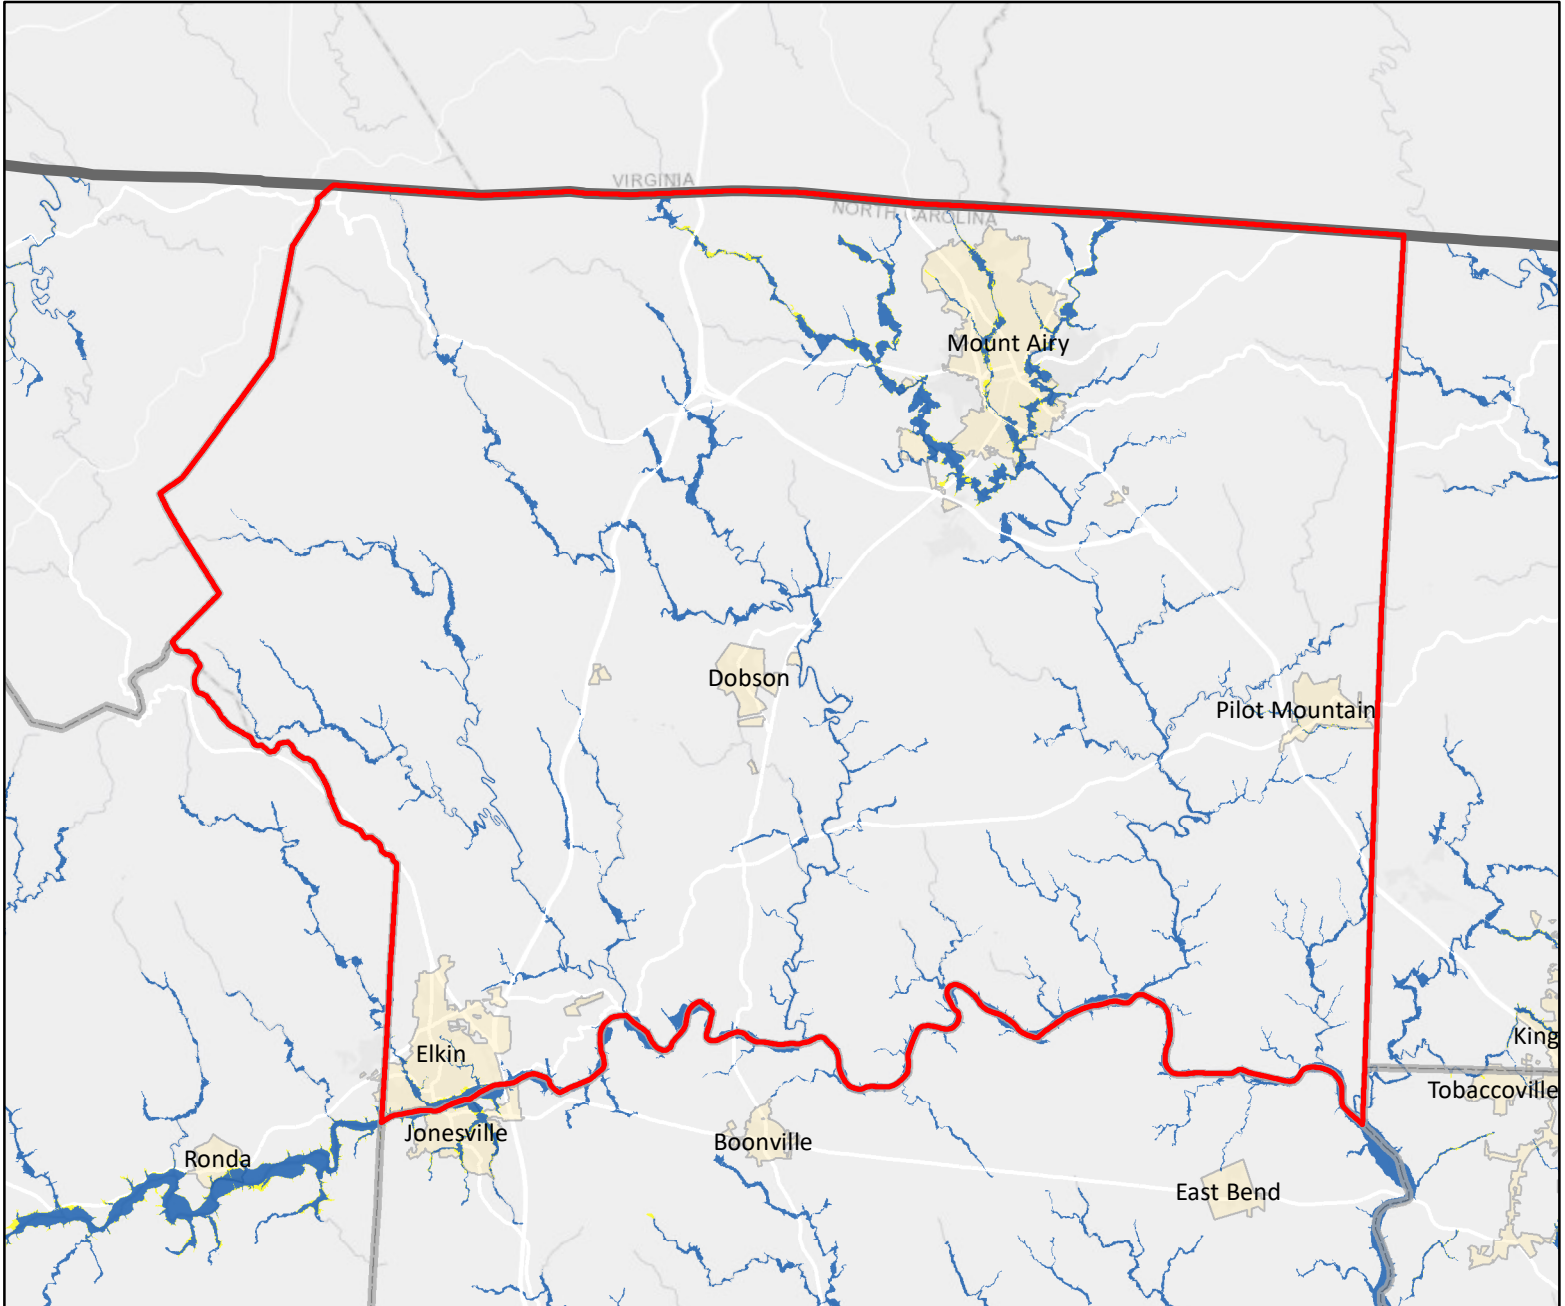 VIRGINIA
NORTH CAROLINA
Mount Airy
Dobson
Pilot Mountain
Elkin
King
Tobaccoville
Jonesville
Boonville
Ronda
East Bend